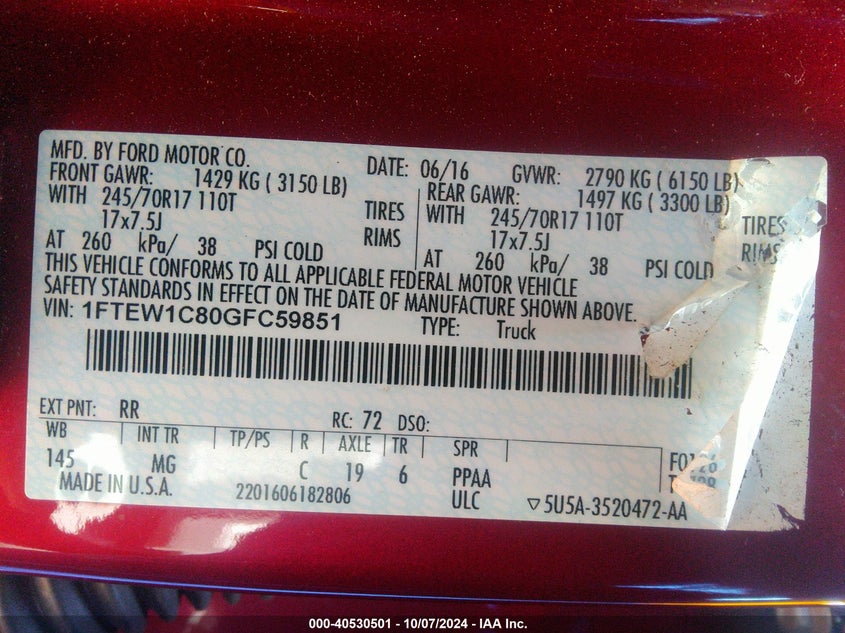 MFD. BY FORD MOTOR CO. DATE: 06/16 GVWR: 2790 KG ( 6150 LB)
FRONT GAWR: 1429 KG ( 3150 LB) REAR GAWR: 1497 KG ( 3300 LB)
WITH 245/70R17 110T TIRES WITH 245/70R17 110T TIRES
17x7.5J RIMS 17x7.5J RIMS
AT 260 kPa/ 38 PSI COLD AT 260 kPa/ 38 PSI COLD
THIS VEHICLE CONFORMS TO ALL APPLICABLE FEDERAL MOTOR VEHICLE
SAFETY STANDARDS IN EFFECT ON THE DATE OF MANUFACTURE SHOWN ABOVE.
VIN: 1FTEW1C80GFC59851 TYPE: Truck
EXT PNT: RR RC: 72 DSO:
WB INT TR TP/PS R AXLE TR SPR
145 MG C 19 6 PPAA
MADE IN U.S.A. 2201606182806 ULC ▽5U5A-3520472-AA
000-40530501 - 10/07/2024 - IAA Inc.